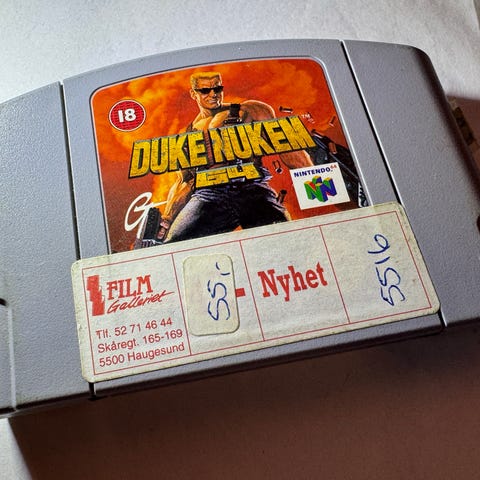 18
DUKE NUKEM™
64
NINTENDO 64
FILM
Galleriet
Tlf. 52 71 46 44
Skåregt. 165-169
5500 Haugesund
55,-
Nyhet
5516